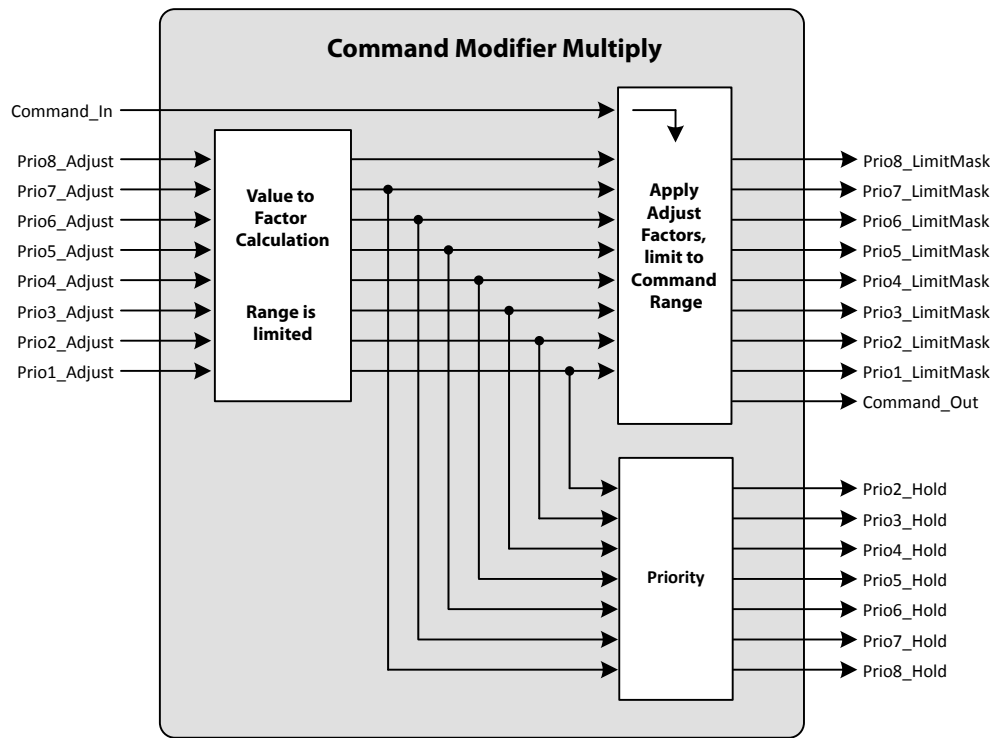 Command Modifier Multiply
Command_In
Prio8_Adjust
Prio7_Adjust
Prio6_Adjust
Prio5_Adjust
Prio4_Adjust
Prio3_Adjust
Prio2_Adjust
Prio1_Adjust
Value to
Factor
Calculation
Range is
limited
Apply
Adjust
Factors,
limit to
Command
Range
Prio8_LimitMask
Prio7_LimitMask
Prio6_LimitMask
Prio5_LimitMask
Prio4_LimitMask
Prio3_LimitMask
Prio2_LimitMask
Prio1_LimitMask
Command_Out
Priority
Prio2_Hold
Prio3_Hold
Prio4_Hold
Prio5_Hold
Prio6_Hold
Prio7_Hold
Prio8_Hold